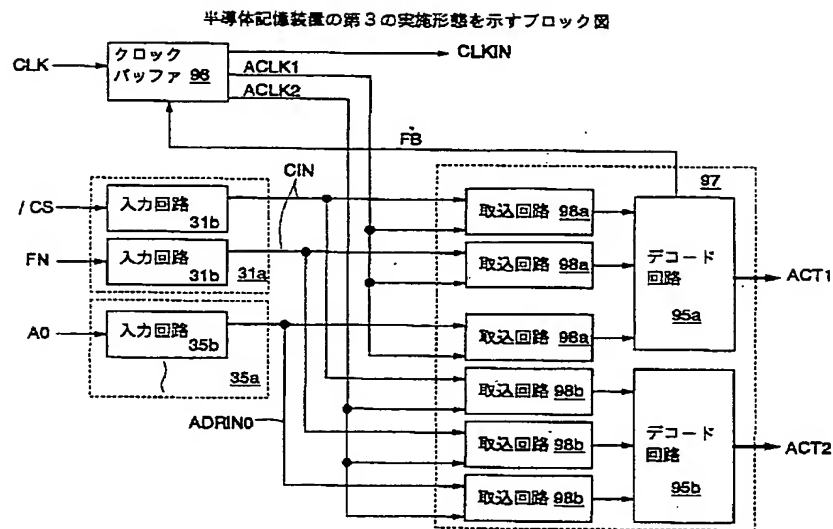 半導体記憶装置の第３の実施形態を示すブロック図
CLK
クロック
バッファ 96
CLKIN
ACLK1
ACLK2
FB
CIN
97
/CS
入力回路
31b
FN
入力回路
31b
31a
A0
入力回路
35b
35a
ADRIN0
取込回路 98a
取込回路 98a
取込回路 98a
デコード
回路
95a
ACT1
取込回路 98b
取込回路 98b
取込回路 98b
デコード
回路
95b
ACT2